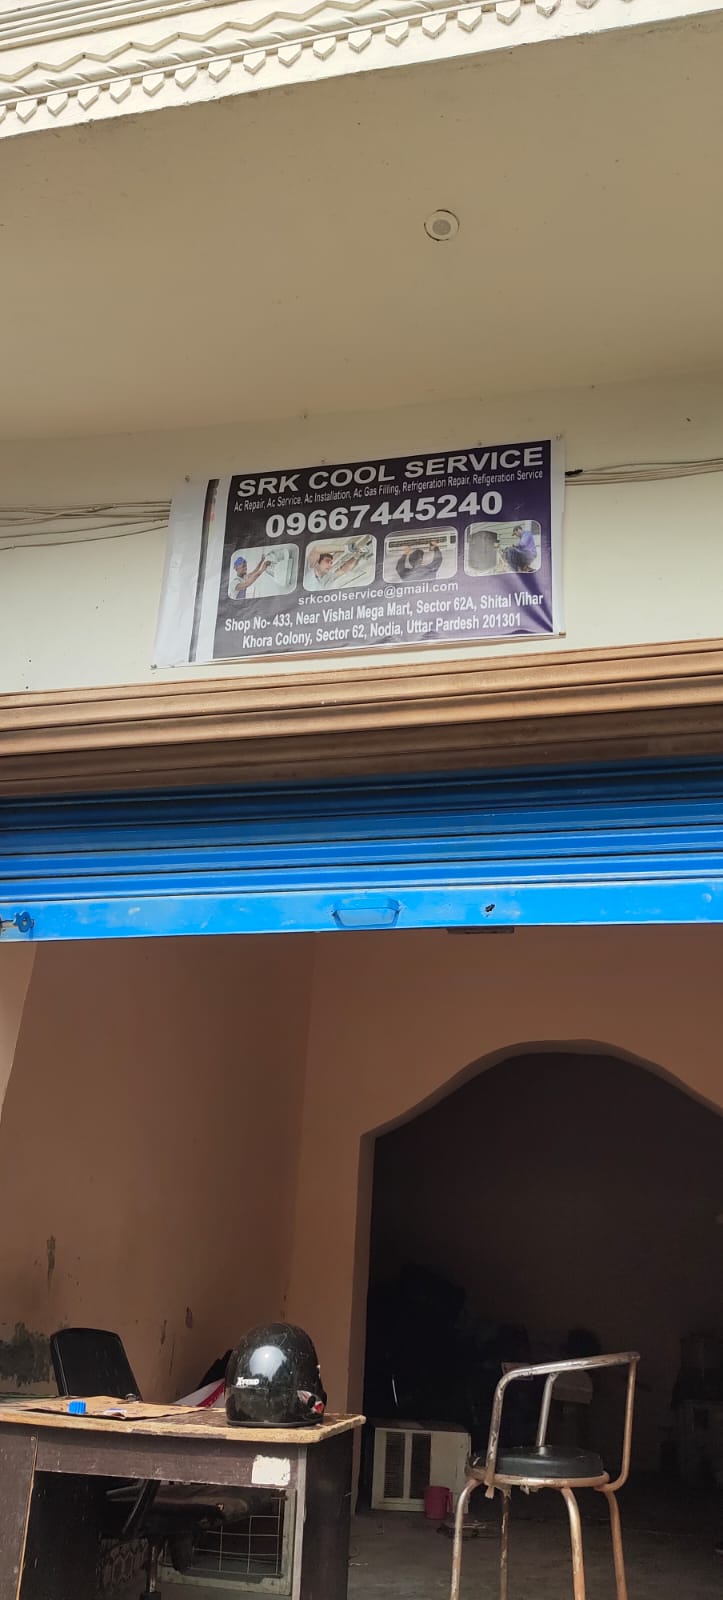 SRK COOL SERVICE
Ac Repair, Ac Service, Ac Installation, Ac Gas Filling, Refrigeration Repair, Refigeration Service
09667445240
srkcoolservice@gmail.com
Shop No- 433, Near Vishal Mega Mart, Sector 62A, Shital Vihar
Khora Colony, Sector 62, Nodia, Uttar Pardesh 201301